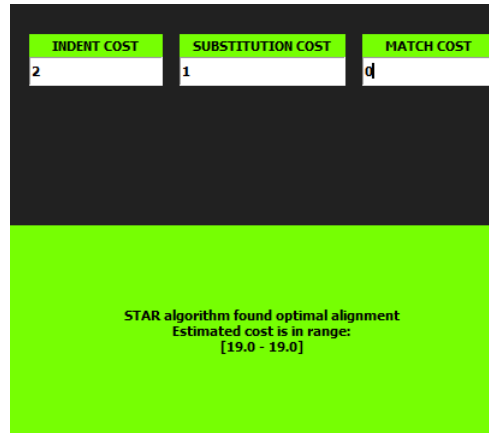 INDENT COST SUBSTITUTION COST MATCH COST
2 1 0
STAR algorithm found optimal alignment
Estimated cost is in range:
[19.0 - 19.0]